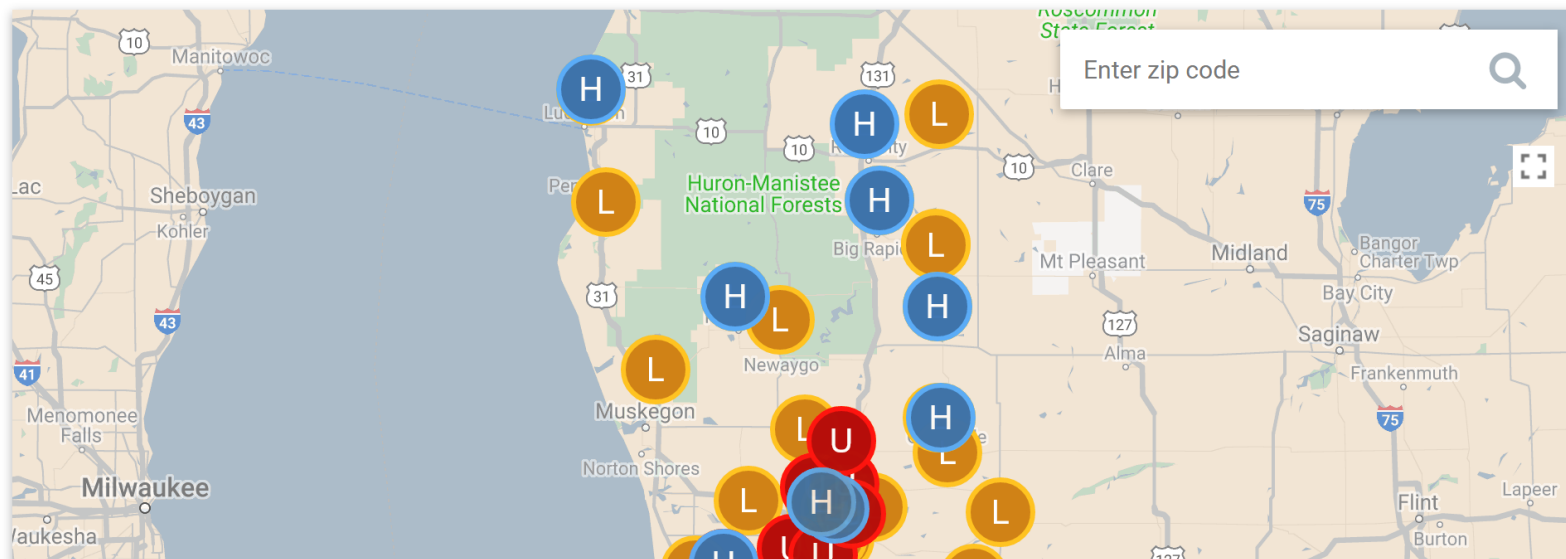 Roscommon
State Forest
Enter zip code
10
Manitowoc
H
31
131
L
43
H
10
10
10
Clare
Huron-Manistee
National Forests
L
H
75
Sheboygan
Kohler
Big Rapi
L
Midland
Bangor
Charter Twp
Mt Pleasant
45
Bay City
31
H
L
H
43
127
Saginaw
Alma
Newaygo
L
41
Frankenmuth
Menomonee
Falls
Muskegon
L
U
H
L
75
Norton Shores
Milwaukee
L
H
L
Flint
Lapeer
Burton
U
U
H
127